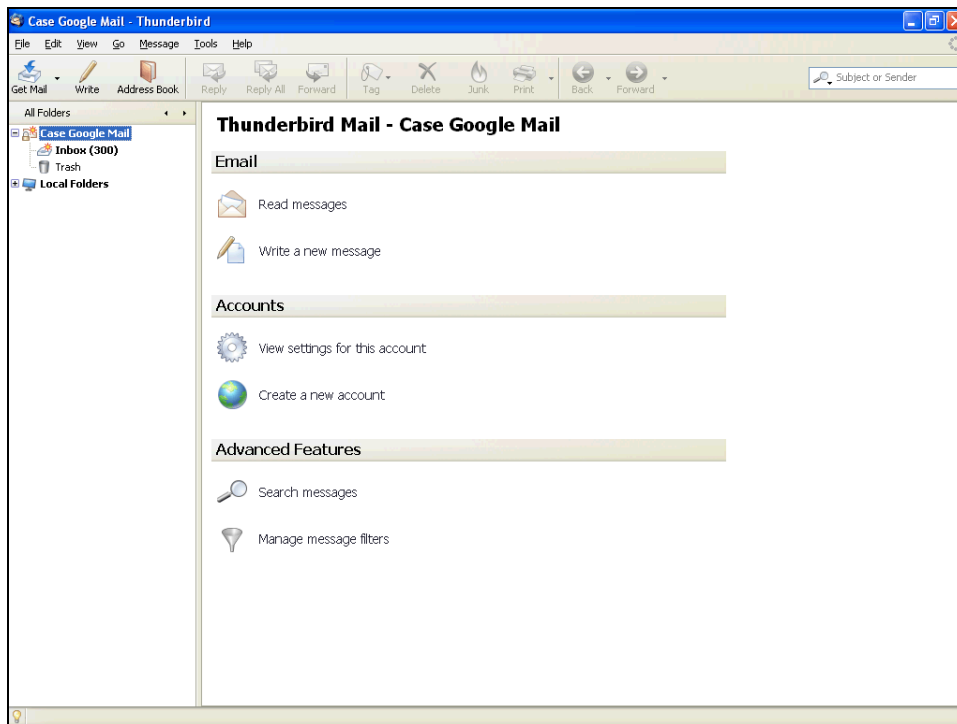 Case Google Mail - Thunderbird
File Edit View Go Message Tools Help
Get Mail Write Address Book Reply Reply All Forward Tag Delete Junk Print Back Forward Subject or Sender
All Folders
Case Google Mail
Inbox (300)
Trash
Local Folders
Thunderbird Mail - Case Google Mail
Email
Read messages
Write a new message
Accounts
View settings for this account
Create a new account
Advanced Features
Search messages
Manage message filters